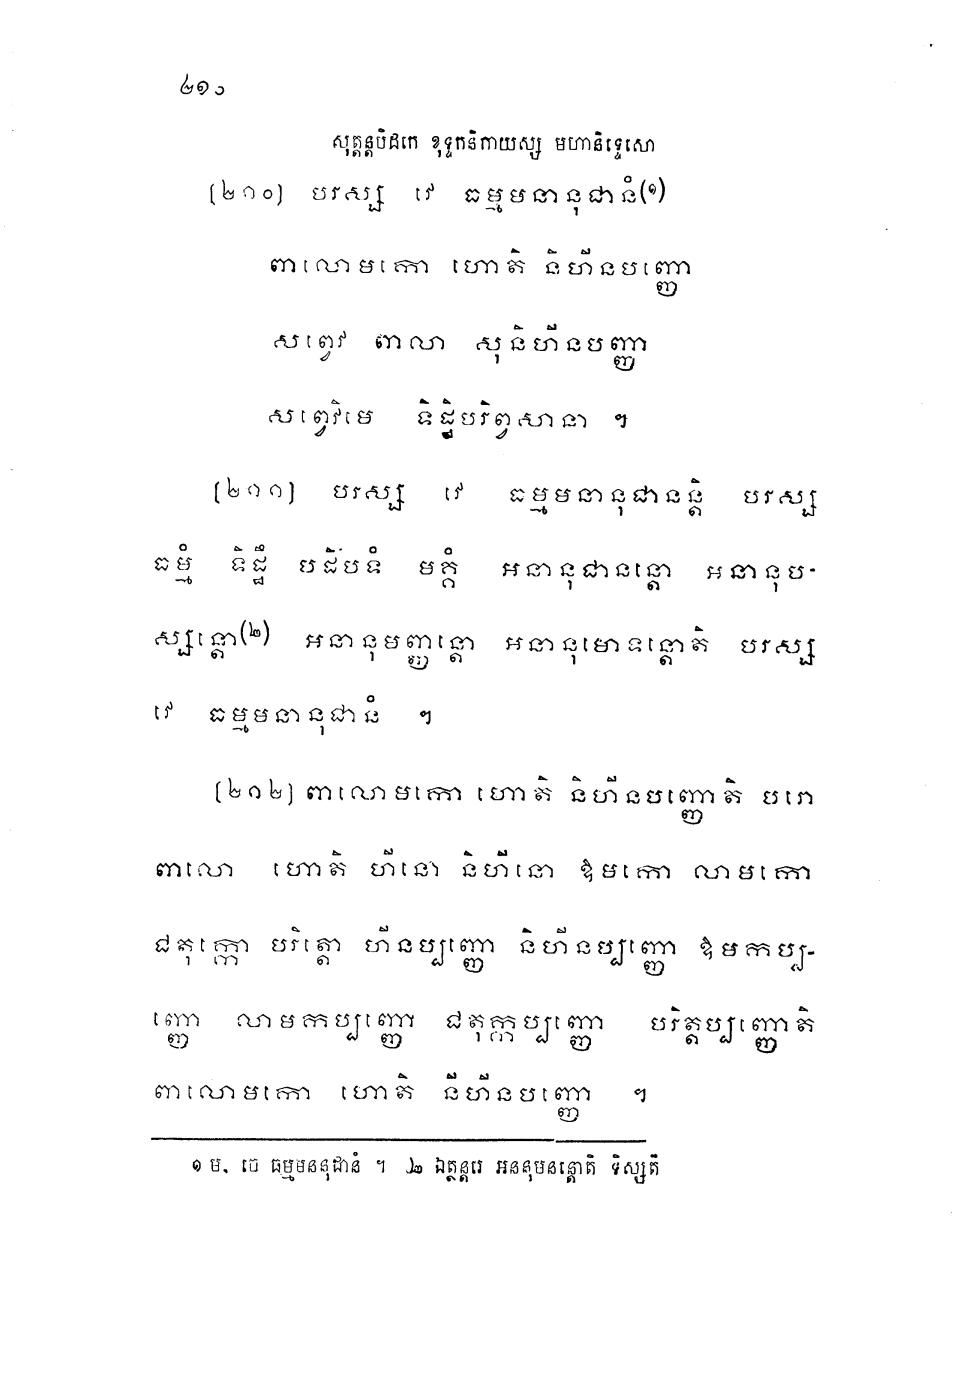 សុត្តន្តបិដកេ ខុទ្ទកនិកាយស្ស មហានិទ្ទេសោ
[២១០] បរស្ស វេ ធម្មមនានុជានំ(១)
ពាលោមកោ ហោតិ និហីនបញ្ញោ
សព្វេវ ពាលា សុនិហីនបញ្ញា
សព្វេវិមេ ទិដ្ឋិបរិព្វសានា ។
[២១១] បរស្ស វេ ធម្មមនានុជានន្តិ បរស្ស
ធម្មំ ទិដ្ឋឹ បដិបទំ មគ្គំ អនានុជានន្តោ អនានុប-
ស្សន្តោ(២) អនានុមញ្ញន្តោ អនានុមោទន្តោតិ បរស្ស
វេ ធម្មមនានុជានំ ។
[២១២] ពាលោមកោ ហោតិ និហីនបញ្ញោតិ បរោ
ពាលោ ហោតិ ហីនោ និហីនោ ឱមកោ លាមកោ
ជតុក្កោ បរិត្តោ ហីនប្បញ្ញោ និហីនប្បញ្ញោ ឱមកប្ប-
ញ្ញោ លាមកប្បញ្ញោ ជតុក្កប្បញ្ញោ បរិត្តប្បញ្ញោតិ
ពាលោមកោ ហោតិ និហីនបញ្ញោ ។
១ ម. ចេ ធម្មមននុជានំ ។ ២ ឯត្ថន្តរេ អននុមនន្តោតិ ទិស្សតិ